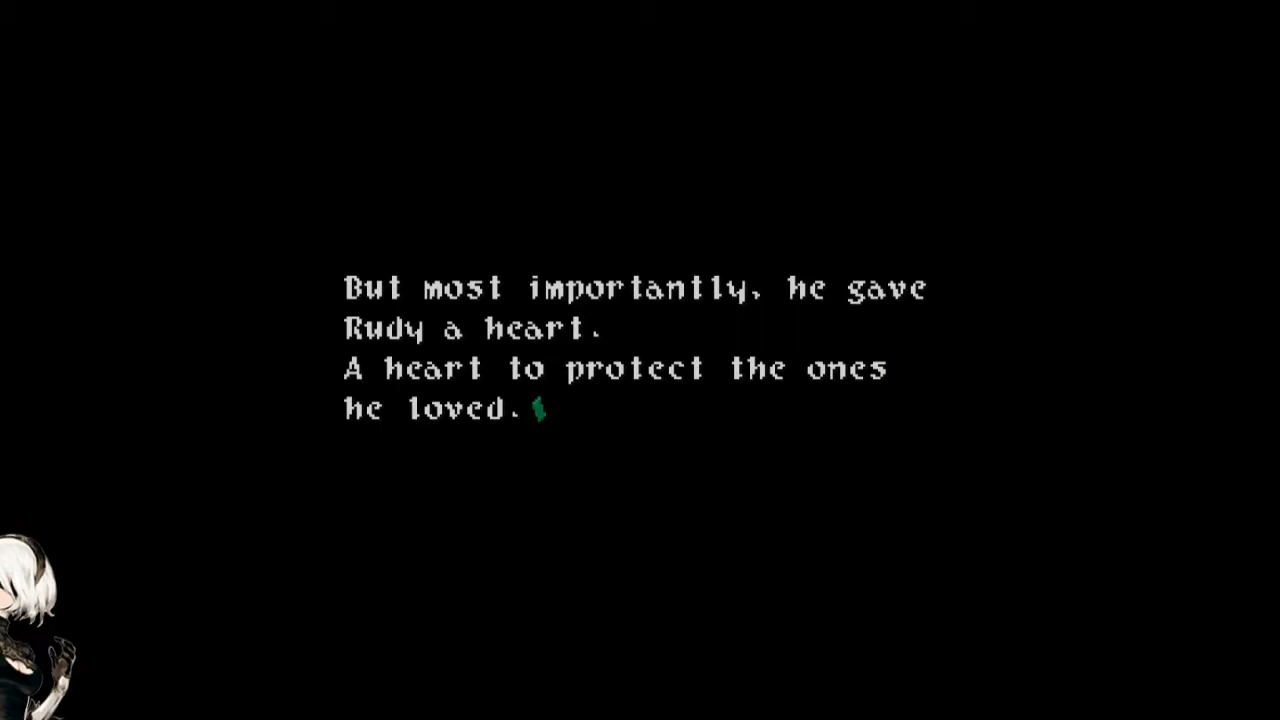 But most importantly, he gave
Rudy a heart.
A heart to protect the ones
he loved.